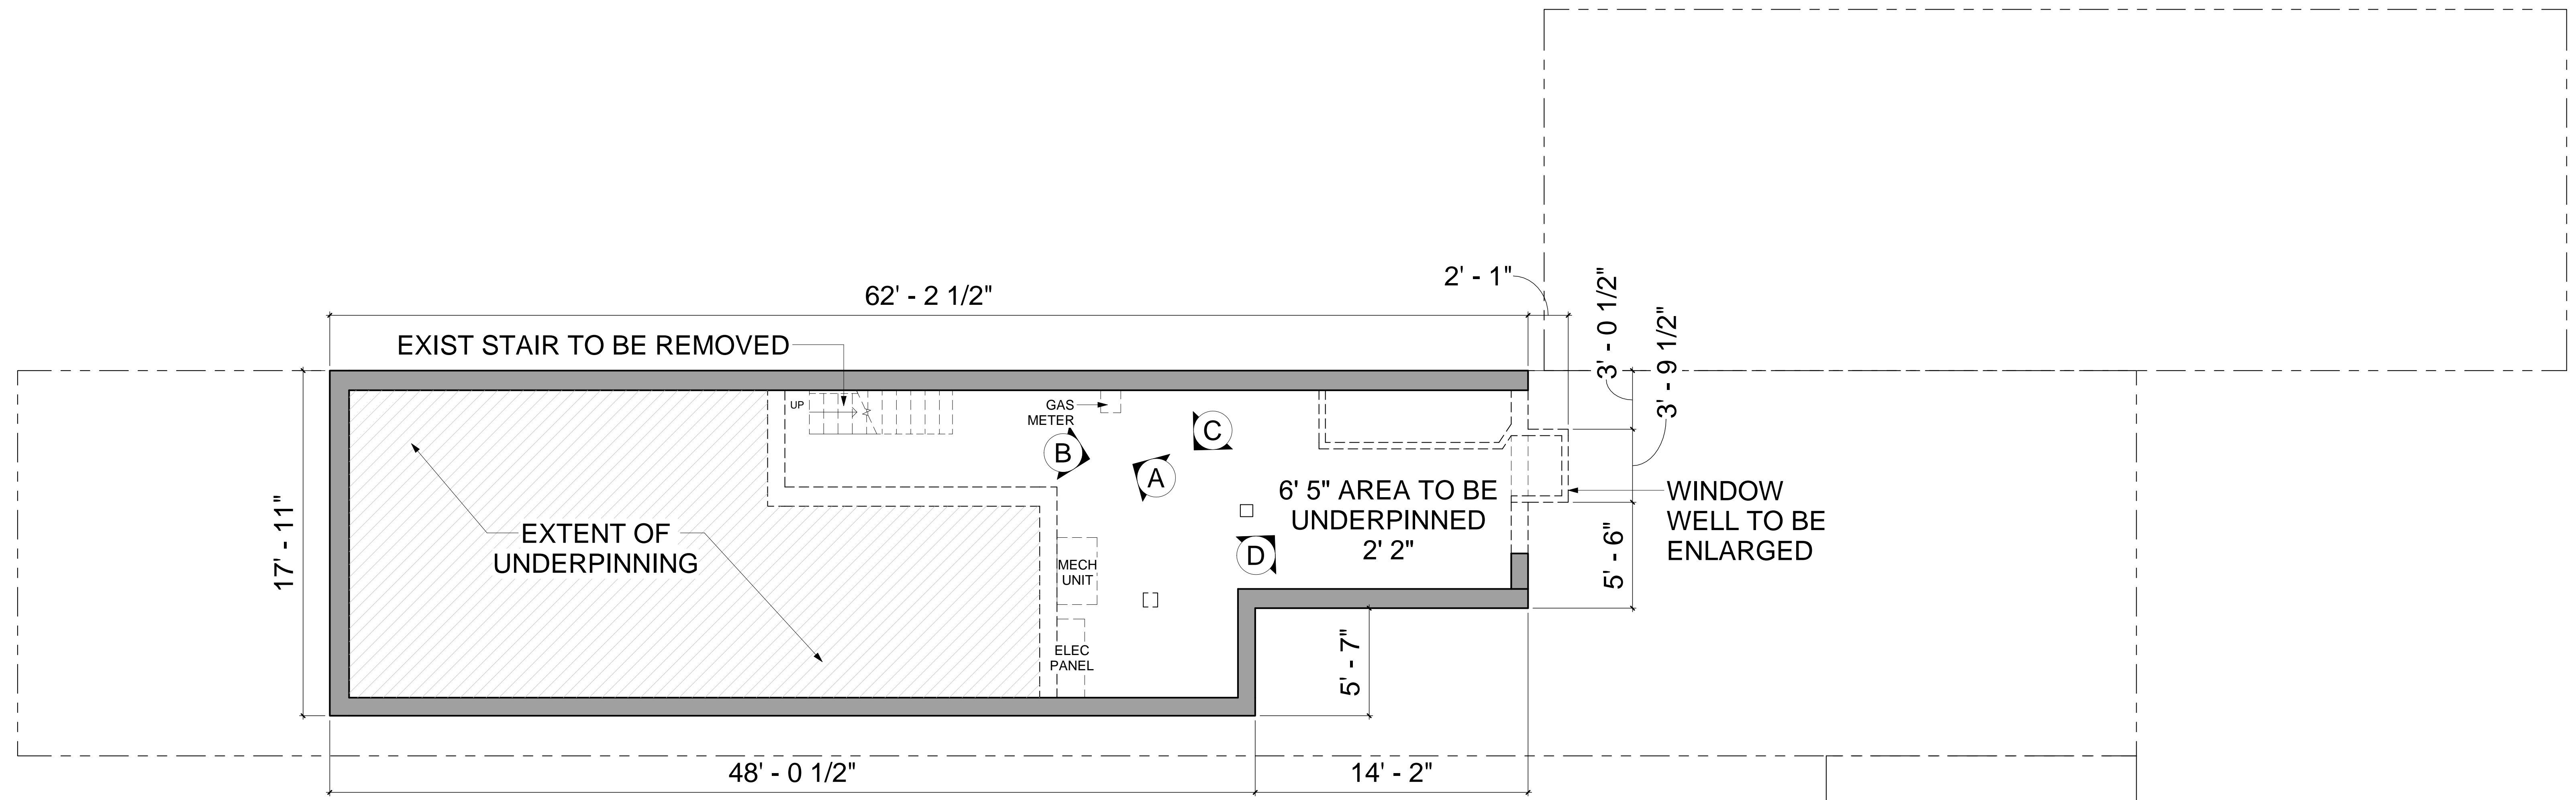 2' - 1"
62' - 2 1/2"
3' - 0 1/2"
3' - 9 1/2"
EXIST STAIR TO BE REMOVED
UP
GAS
METER
C
B
A
6' 5" AREA TO BE
UNDERPINNED
2' 2"
WINDOW
WELL TO BE
ENLARGED
EXTENT OF
UNDERPINNING
17' - 11"
D
MECH
UNIT
5' - 6"
ELEC
PANEL
5' - 7"
48' - 0 1/2"
14' - 2"